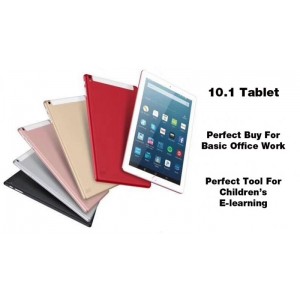 10.1 Tablet
Perfect Buy For
Basic Office Work
Perfect Tool For
Children's
E-learning